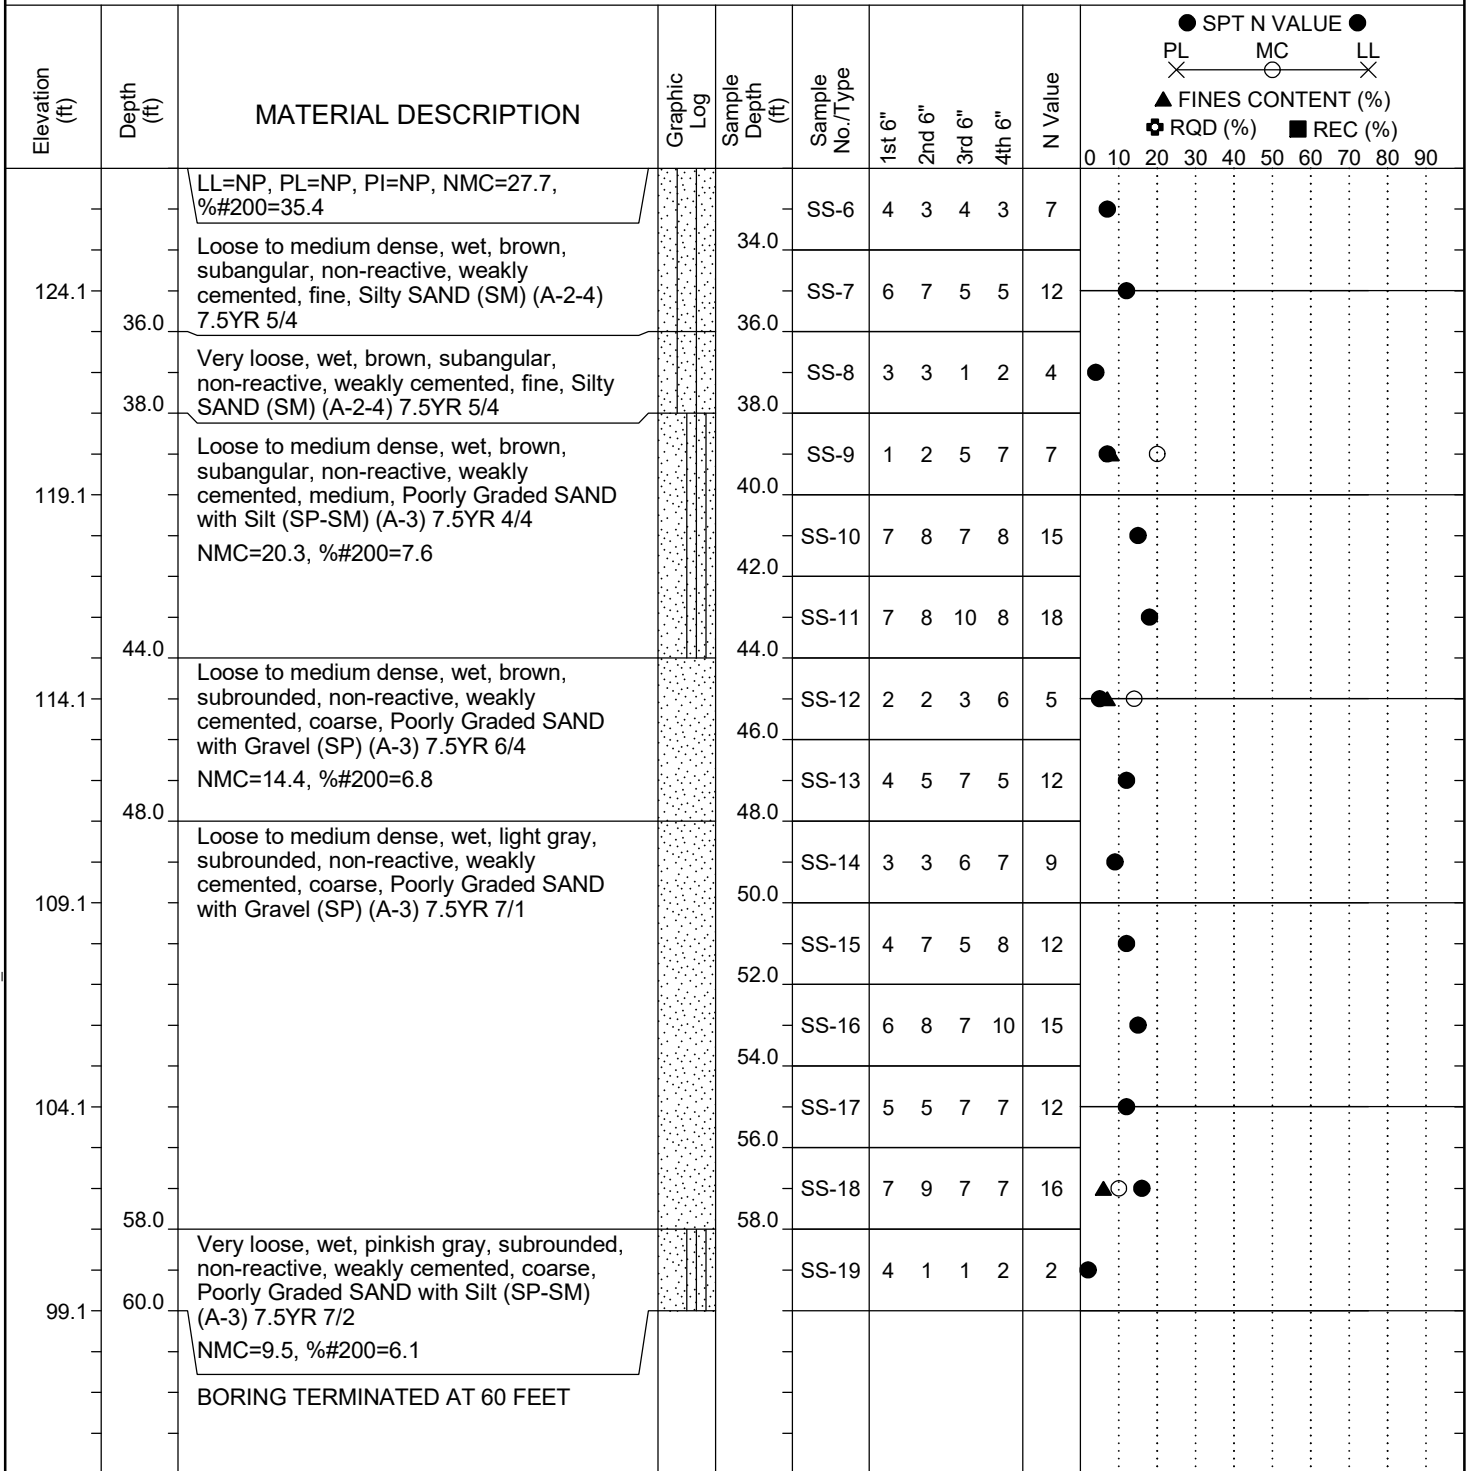 ● SPT N VALUE ●
PL MC LL
▲ FINES CONTENT (%)
RQD (%) ■ REC (%)
Elevation (ft)
Depth (ft)
MATERIAL DESCRIPTION
Graphic Log
Sample Depth (ft)
Sample No./Type
1st 6"
2nd 6"
3rd 6"
4th 6"
N Value
0 10 20 30 40 50 60 70 80 90
LL=NP, PL=NP, PI=NP, NMC=27.7,
%#200=35.4
SS-6 4 3 4 3 7
34.0
Loose to medium dense, wet, brown,
subangular, non-reactive, weakly
cemented, fine, Silty SAND (SM) (A-2-4)
7.5YR 5/4
124.1
SS-7 6 7 5 5 12
36.0
36.0
Very loose, wet, brown, subangular,
non-reactive, weakly cemented, fine, Silty
SAND (SM) (A-2-4) 7.5YR 5/4
SS-8 3 3 1 2 4
38.0
38.0
Loose to medium dense, wet, brown,
subangular, non-reactive, weakly
cemented, medium, Poorly Graded SAND
with Silt (SP-SM) (A-3) 7.5YR 4/4
NMC=20.3, %#200=7.6
SS-9 1 2 5 7 7
119.1
40.0
SS-10 7 8 7 8 15
42.0
SS-11 7 8 10 8 18
44.0
44.0
Loose to medium dense, wet, brown,
subrounded, non-reactive, weakly
cemented, coarse, Poorly Graded SAND
with Gravel (SP) (A-3) 7.5YR 6/4
NMC=14.4, %#200=6.8
114.1
SS-12 2 2 3 6 5
46.0
SS-13 4 5 7 5 12
48.0
48.0
Loose to medium dense, wet, light gray,
subrounded, non-reactive, weakly
cemented, coarse, Poorly Graded SAND
with Gravel (SP) (A-3) 7.5YR 7/1
SS-14 3 3 6 7 9
109.1
50.0
SS-15 4 7 5 8 12
52.0
SS-16 6 8 7 10 15
54.0
104.1
SS-17 5 5 7 7 12
56.0
SS-18 7 9 7 7 16
58.0
58.0
Very loose, wet, pinkish gray, subrounded,
non-reactive, weakly cemented, coarse,
Poorly Graded SAND with Silt (SP-SM)
(A-3) 7.5YR 7/2
NMC=9.5, %#200=6.1
SS-19 4 1 1 2 2
99.1
60.0
BORING TERMINATED AT 60 FEET